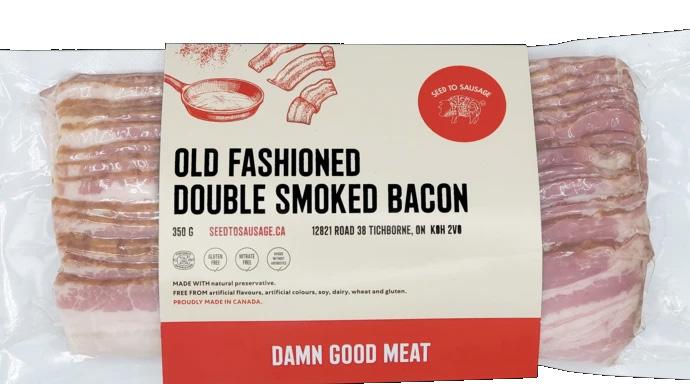 SEED TO SAUSAGE
OLD FASHIONED
DOUBLE SMOKED BACON
350 G SEEDTOSAUSAGE.CA 12821 ROAD 38 TICHBORNE, ON K0H 2V0
GLUTEN FREE NITRATE FREE
MADE WITH natural preservative.
FREE FROM artificial flavours, artificial colours, soy, dairy, wheat and gluten.
PROUDLY MADE IN CANADA.
DAMN GOOD MEAT